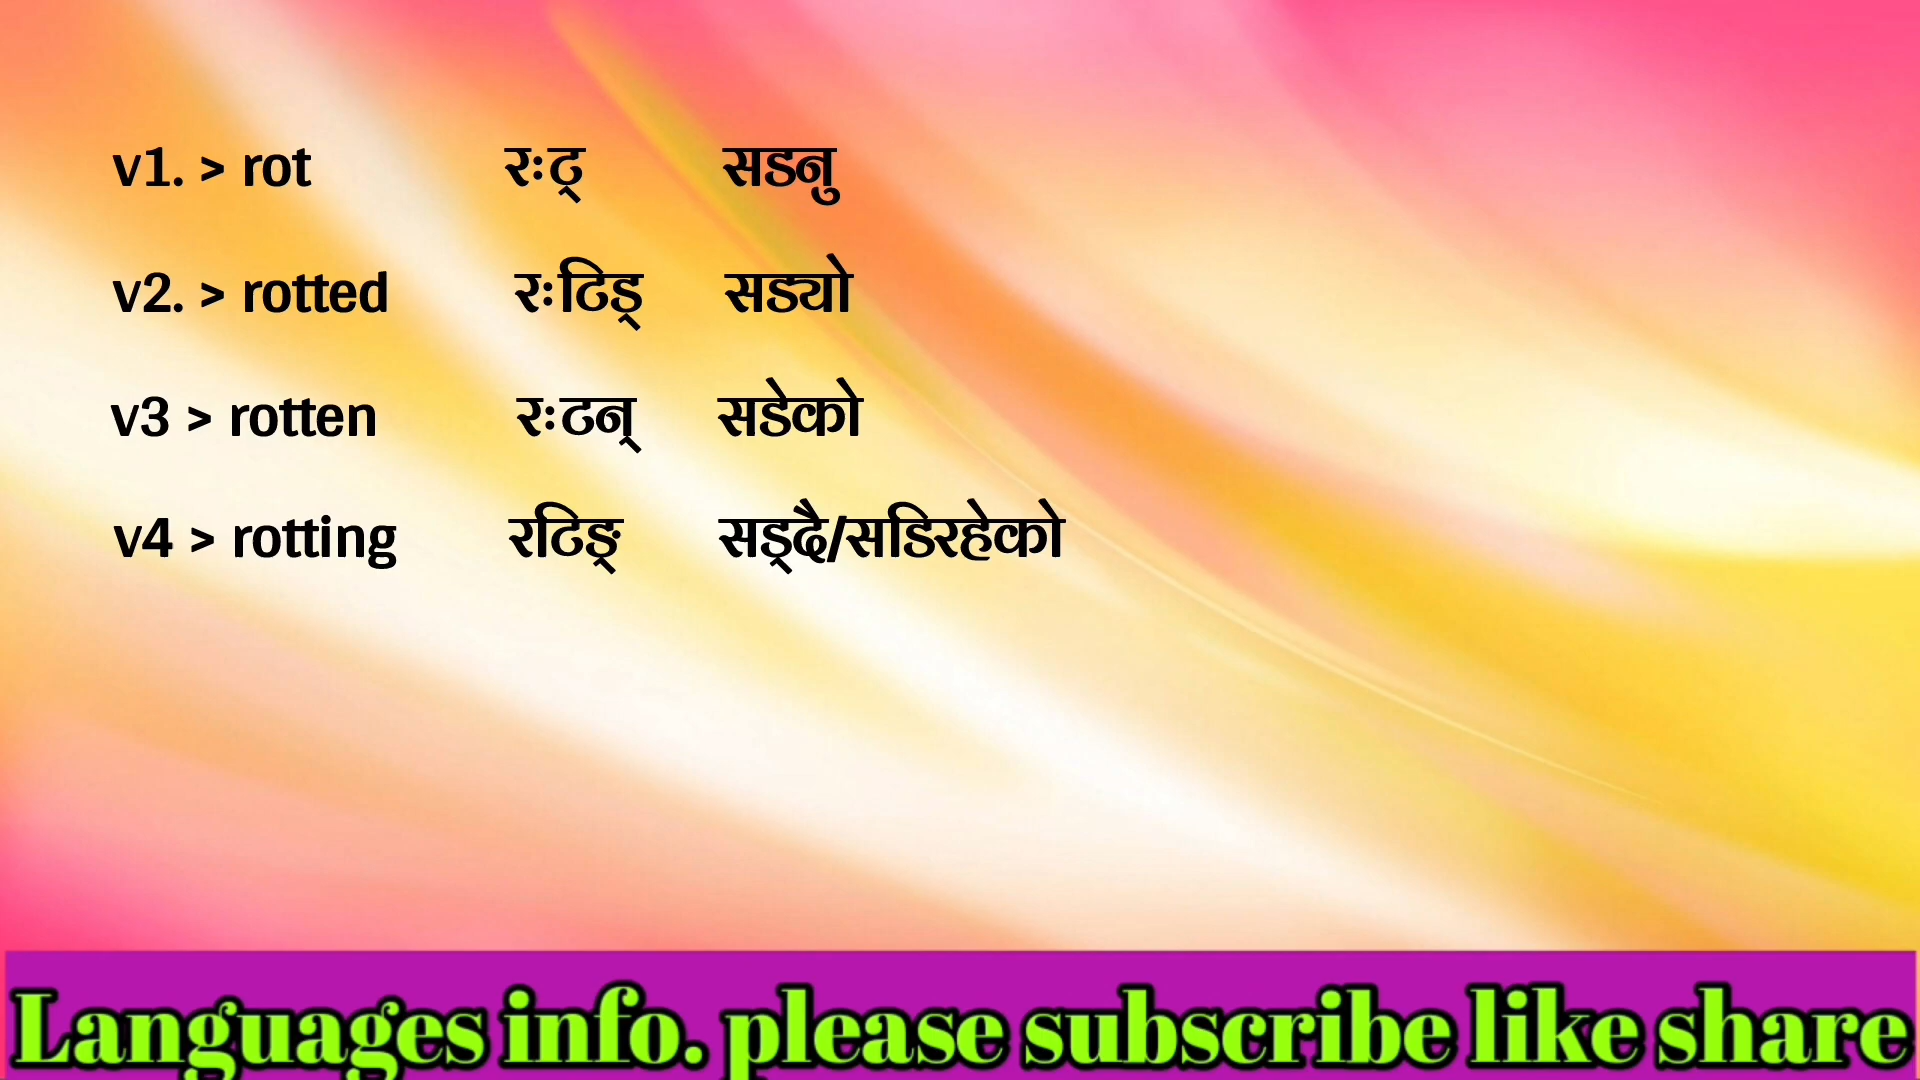 v1. > rot रःट् सडनु
v2. > rotted रःटिड् सड्यो
v3 > rotten रःटन् सडेको
v4 > rotting रटिङ् सड्दै/सडिरहेको
Languages info. please subscribe like share